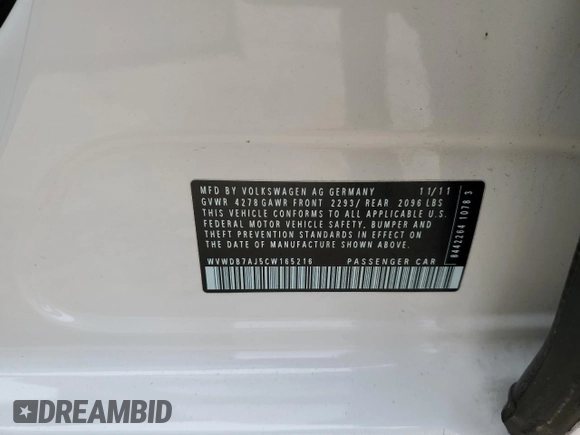 MFD BY VOLKSWAGEN AG GERMANY 11/11
GVWR 4278 GAWR FRONT 2293/ REAR 2096 LBS
THIS VEHICLE CONFORMS TO ALL APPLICABLE U.S.
FEDERAL MOTOR VEHICLE SAFETY, BUMPER AND
THEFT PREVENTION STANDARDS IN EFFECT ON
THE DATE OF MANUFACTURE SHOWN ABOVE.
WVWDB7AJ5CW165216 PASSENGER CAR
8442264 1078 3
DREAMBID